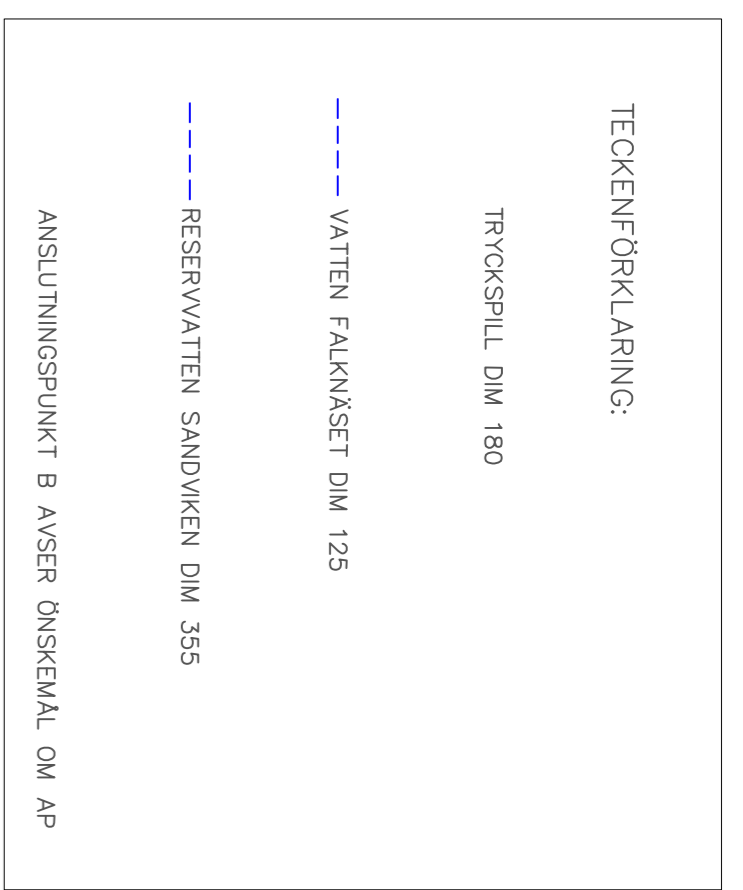 TECKENFÖRKLARING:
TRYCKSPILL DIM 180
VATTEN FALKNÄSET DIM 125
RESERVVATTEN SANDVIKEN DIM 355
ANSLUTNINGSPUNKT B AVSER ÖNSKEMÅL OM AP